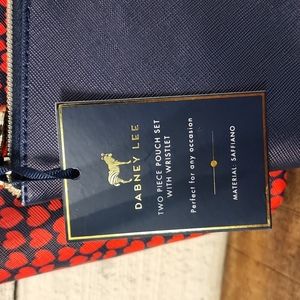 DABNEY LEE
TWO PIECE POUCH SET
WITH WRISTLET
Perfect for any occasion
MATERIAL: SAFFIANO